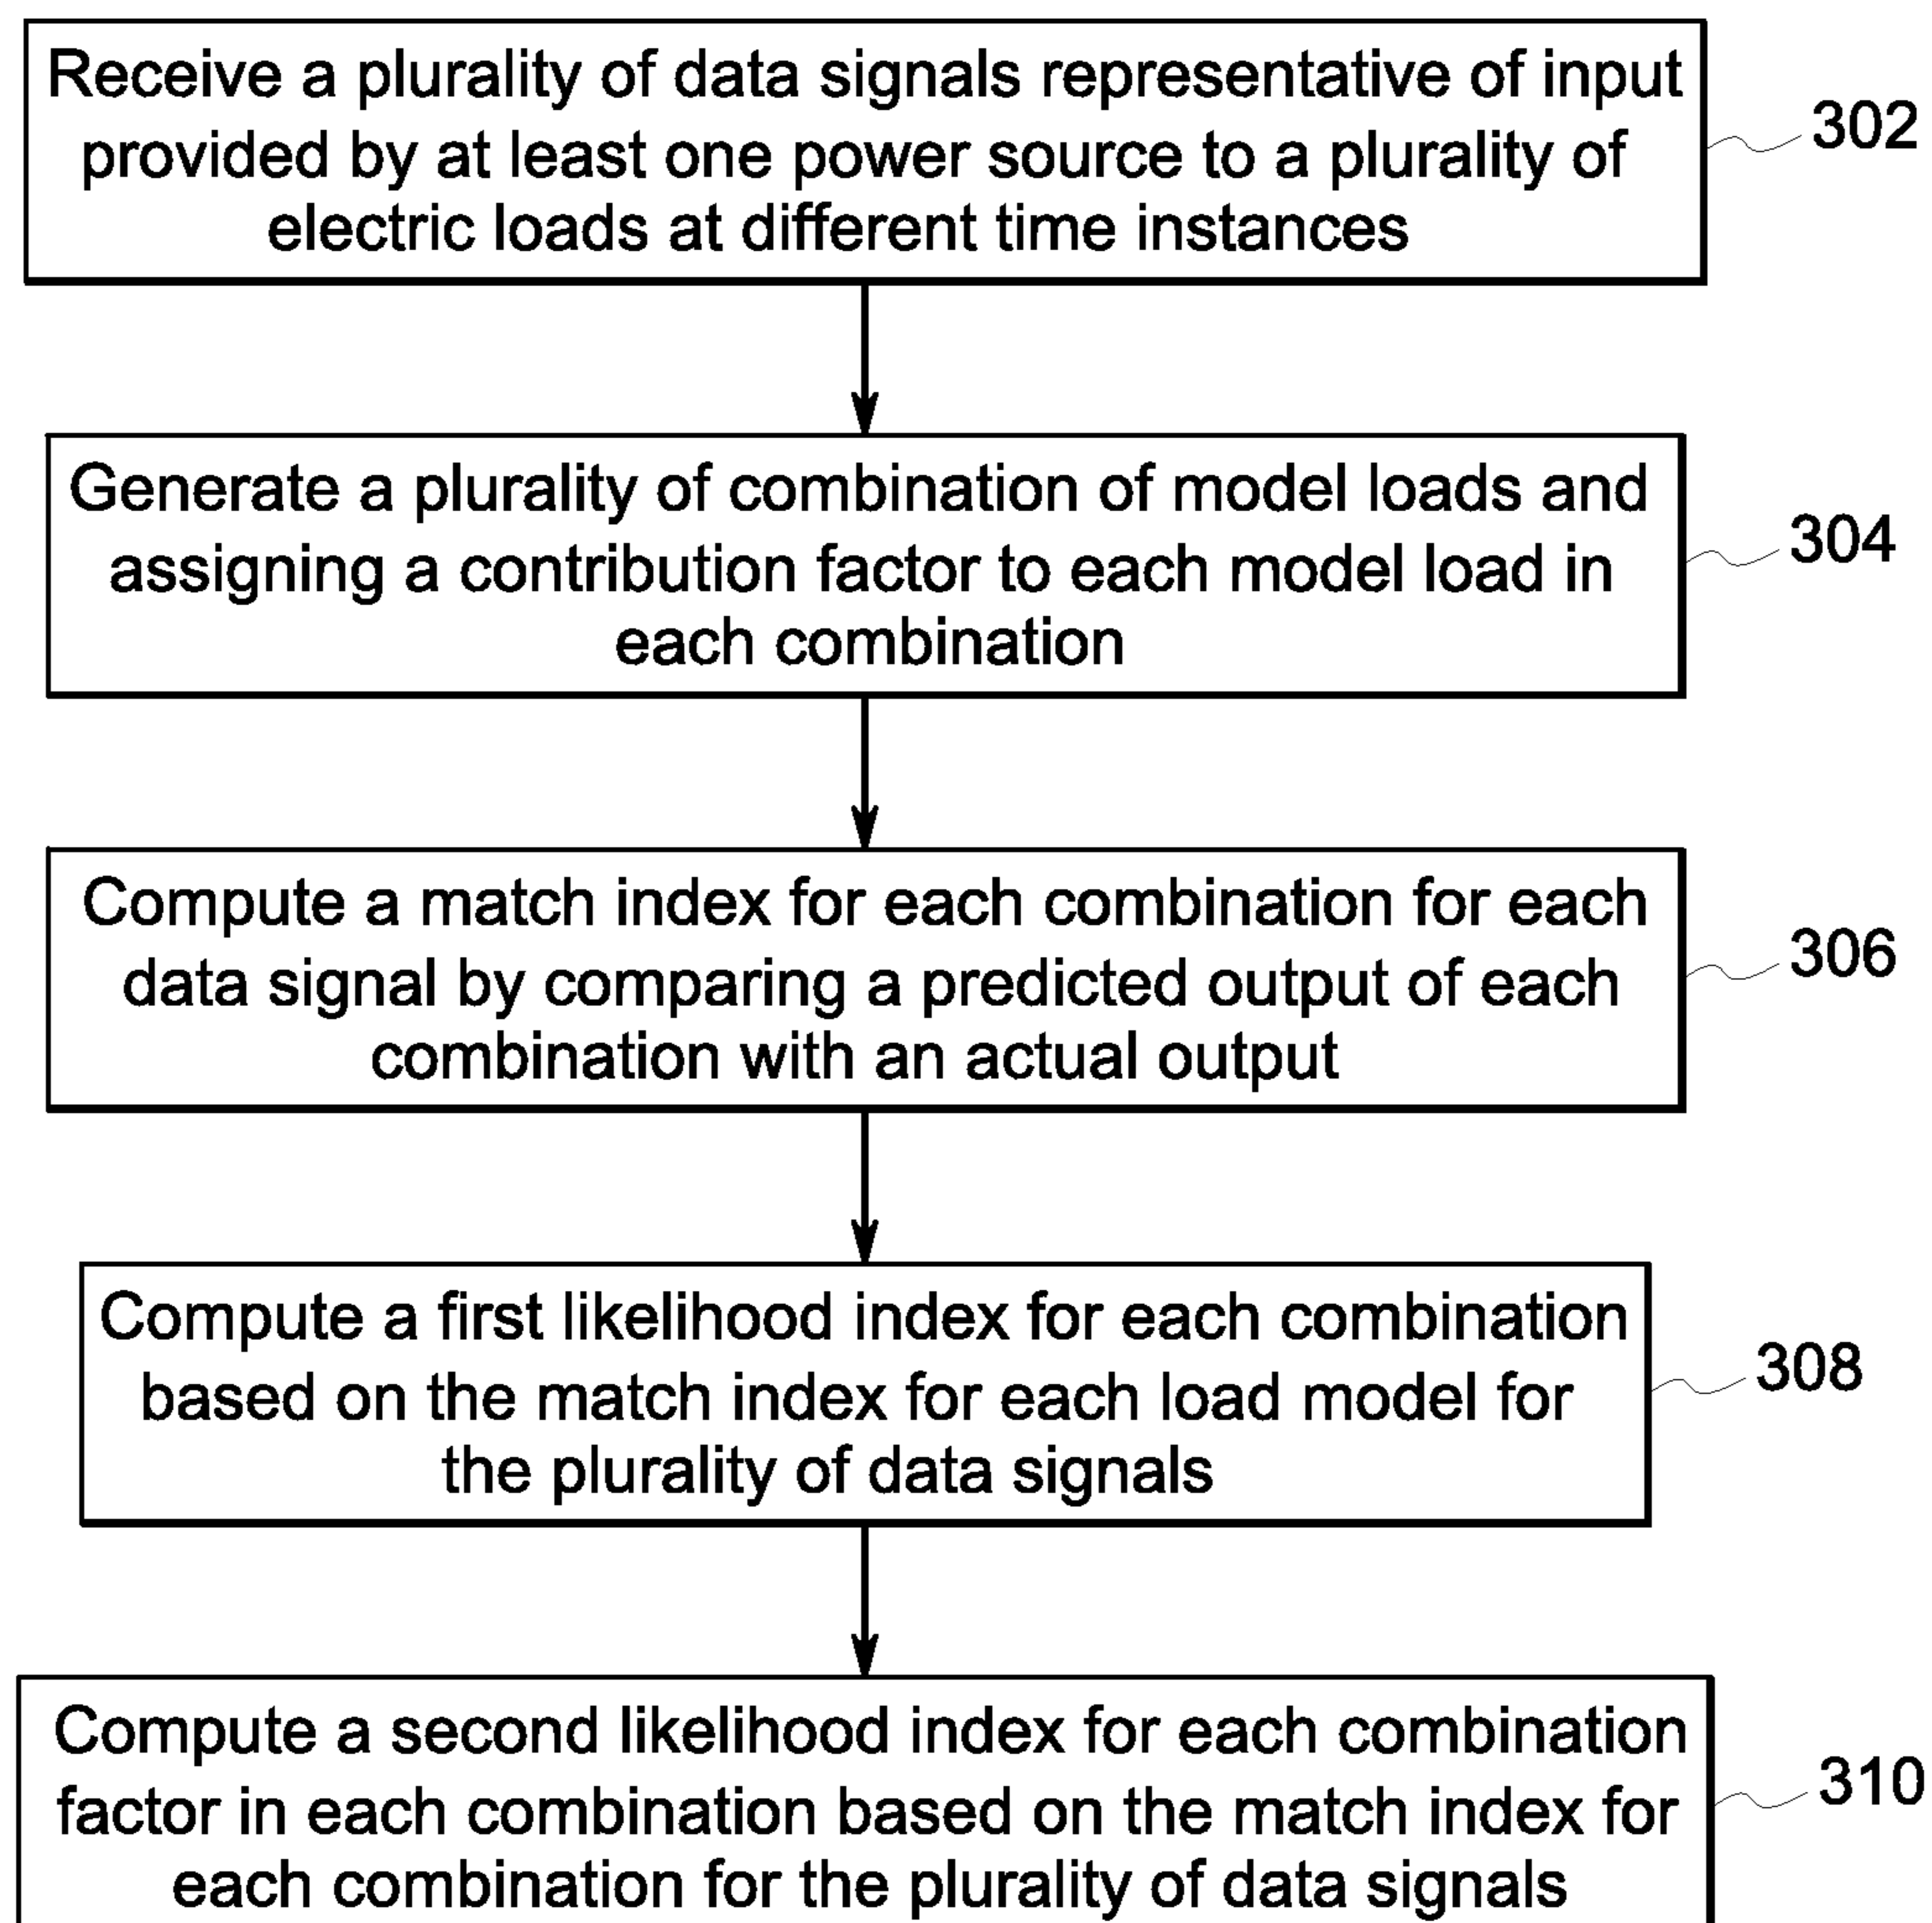 Receive a plurality of data signals representative of input
provided by at least one power source to a plurality of
electric loads at different time instances
302
Generate a plurality of combination of model loads and
assigning a contribution factor to each model load in
each combination
304
Compute a match index for each combination for each
data signal by comparing a predicted output of each
combination with an actual output
306
Compute a first likelihood index for each combination
based on the match index for each load model for
the plurality of data signals
308
Compute a second likelihood index for each combination
factor in each combination based on the match index for
each combination for the plurality of data signals
310